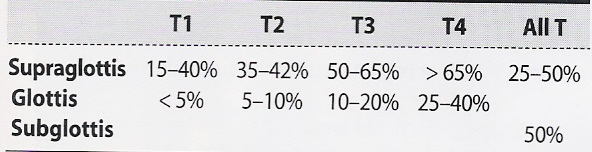 T1 T2 T3 T4 All T
Supraglottis 15–40% 35–42% 50–65% > 65% 25–50%
Glottis < 5% 5–10% 10–20% 25–40%
Subglottis 50%